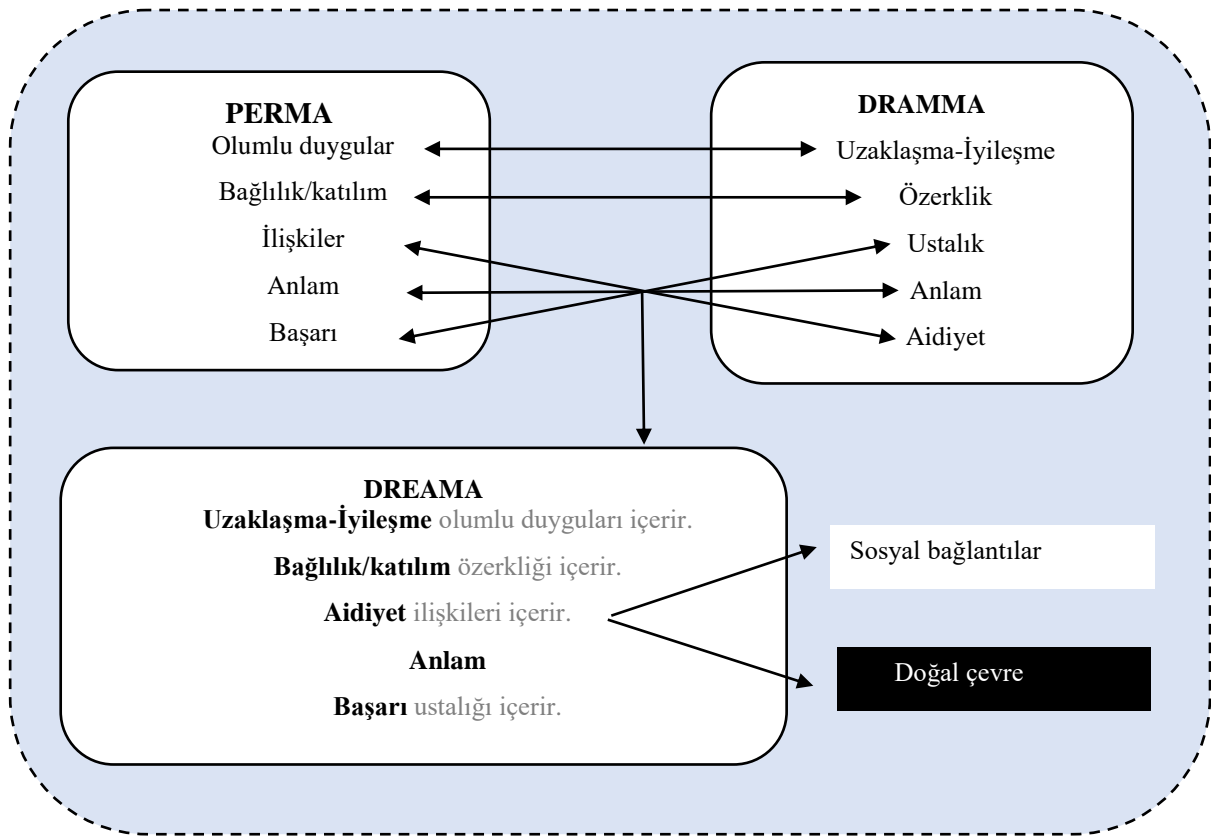 PERMA
Olumlu duygular
Bağlılık/katılım
İlişkiler
Anlam
Başarı
DRAMMA
Uzaklaşma-İyileşme
Özerklik
Ustalık
Anlam
Aidiyet
DREAMA
Uzaklaşma-İyileşme olumlu duyguları içerir.
Bağlılık/katılım özerkliği içerir.
Aidiyet ilişkileri içerir.
Anlam
Başarı ustalığı içerir.
Sosyal bağlantılar
Doğal çevre